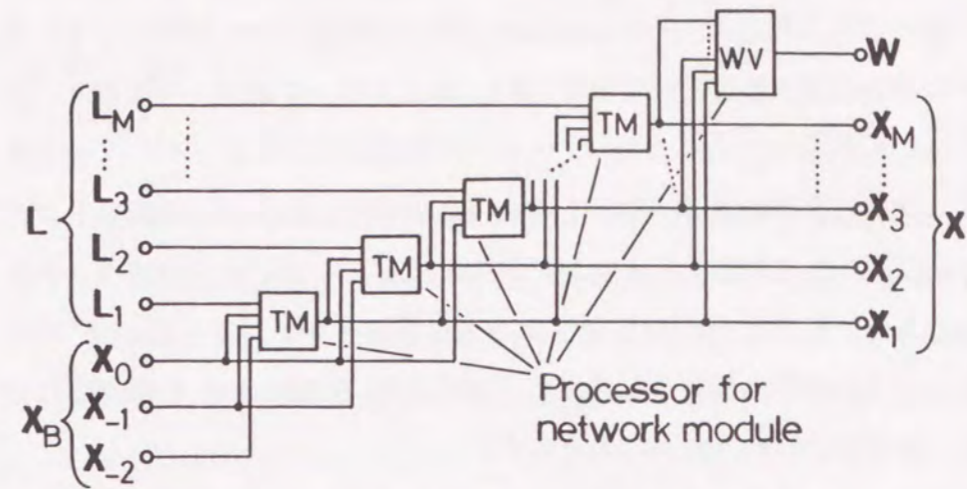 WV
W
L_M
TM
X_M
L_3
TM
X_3
L
X
L_2
TM
X_2
L_1
TM
X_1
X_0
X_B
X_-1
X_-2
Processor for
network module